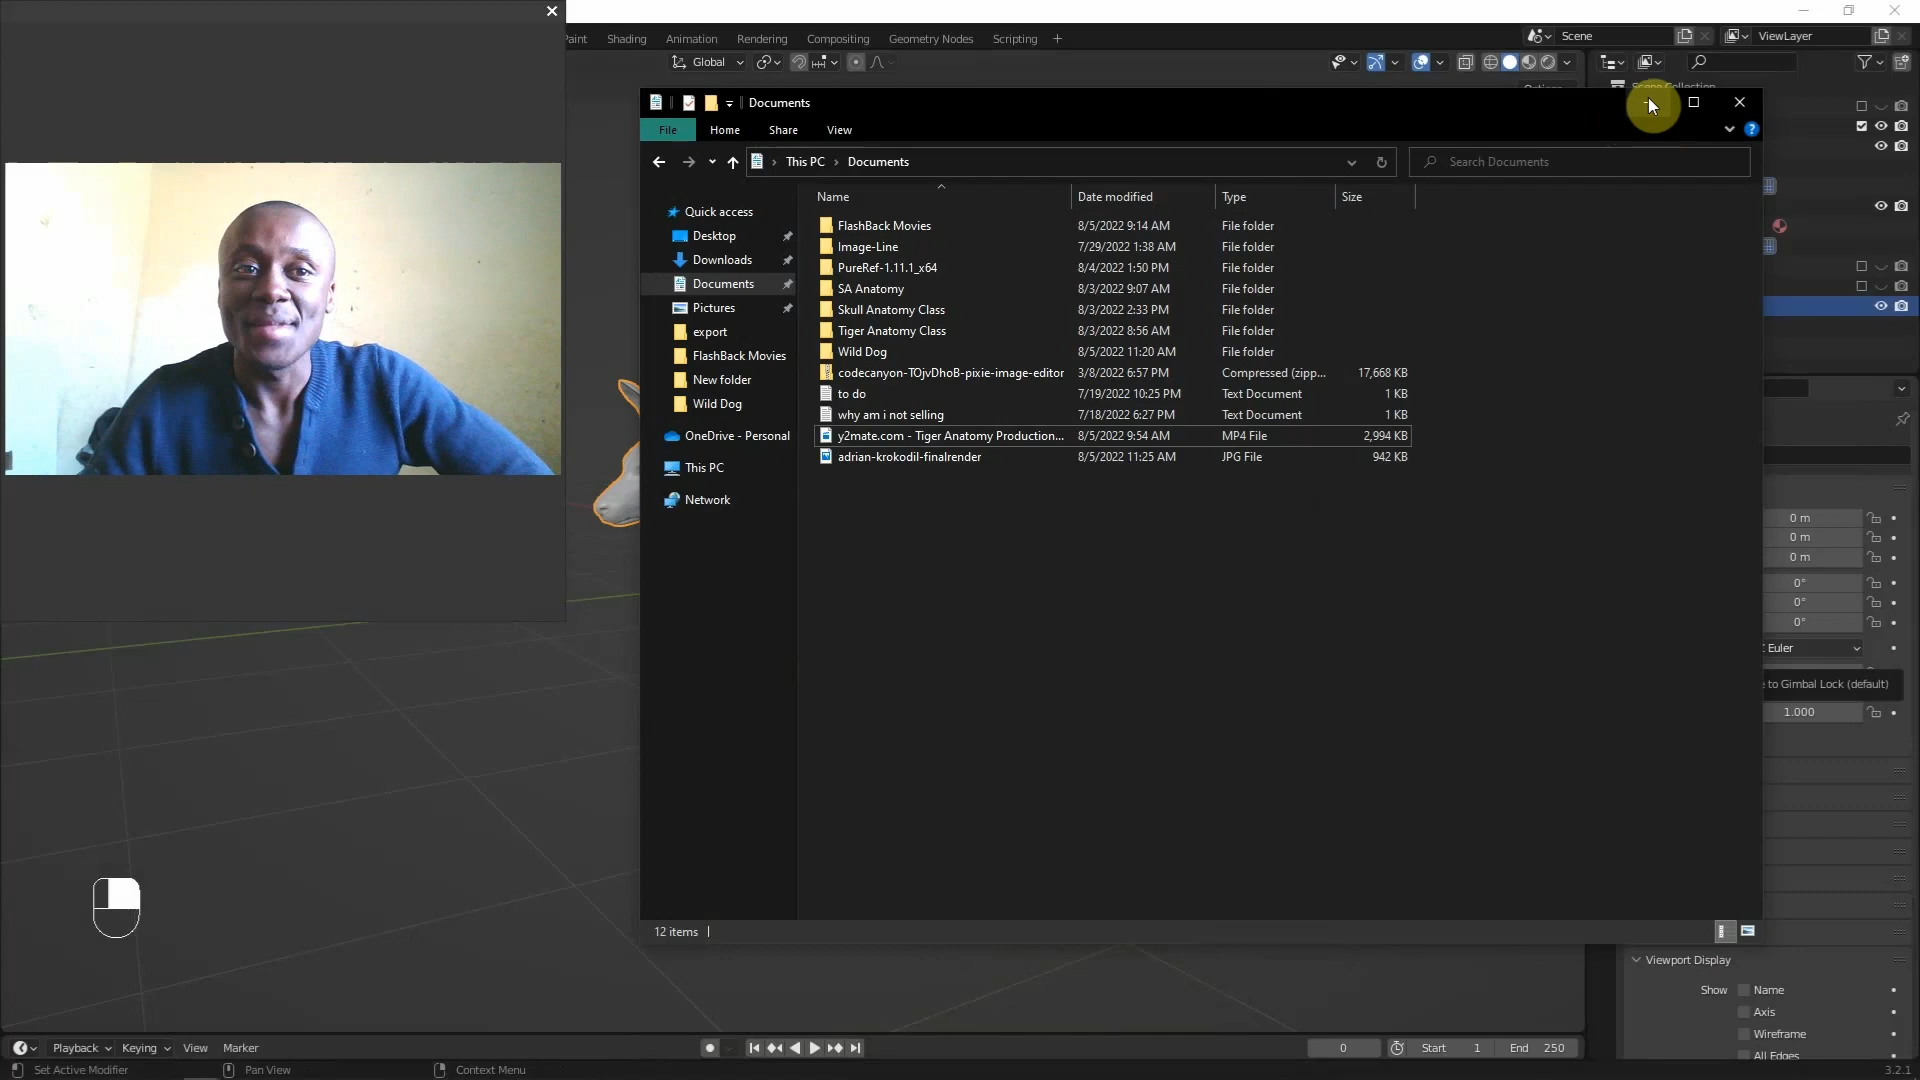 Shading Animation Rendering Compositing Geometry Nodes Scripting +
Scene ViewLayer
Global
Documents
File Home Share View
This PC Documents
Search Documents
Name Date modified Type Size
Quick access
Desktop
Downloads
Documents
Pictures
export
FlashBack Movies
New folder
Wild Dog
OneDrive - Personal
This PC
Network
FlashBack Movies 8/5/2022 9:14 AM File folder
Image-Line 7/29/2022 1:38 AM File folder
PureRef-1.11.1_x64 8/4/2022 1:50 PM File folder
SA Anatomy 8/3/2022 9:07 AM File folder
Skull Anatomy Class 8/3/2022 2:33 PM File folder
Tiger Anatomy Class 8/3/2022 8:56 AM File folder
Wild Dog 8/5/2022 11:20 AM File folder
codecanyon-TOjvDhoB-pixie-image-editor 3/8/2022 6:57 PM Compressed (zipp... 17,668 KB
to do 7/19/2022 10:25 PM Text Document 1 KB
why am i not selling 7/18/2022 6:27 PM Text Document 1 KB
y2mate.com - Tiger Anatomy Production... 8/5/2022 9:54 AM MP4 File 2,994 KB
adrian-krokodil-finalrender 8/5/2022 11:25 AM JPG File 942 KB
12 items
0 m
0 m
0 m
0°
0°
0°
Euler
to Gimbal Lock (default)
1.000
Viewport Display
Show Name
Axis
Wireframe
All Edges
Playback Keying View Marker
0 Start 1 End 250
Set Active Modifier Pan View Context Menu
3.2.1